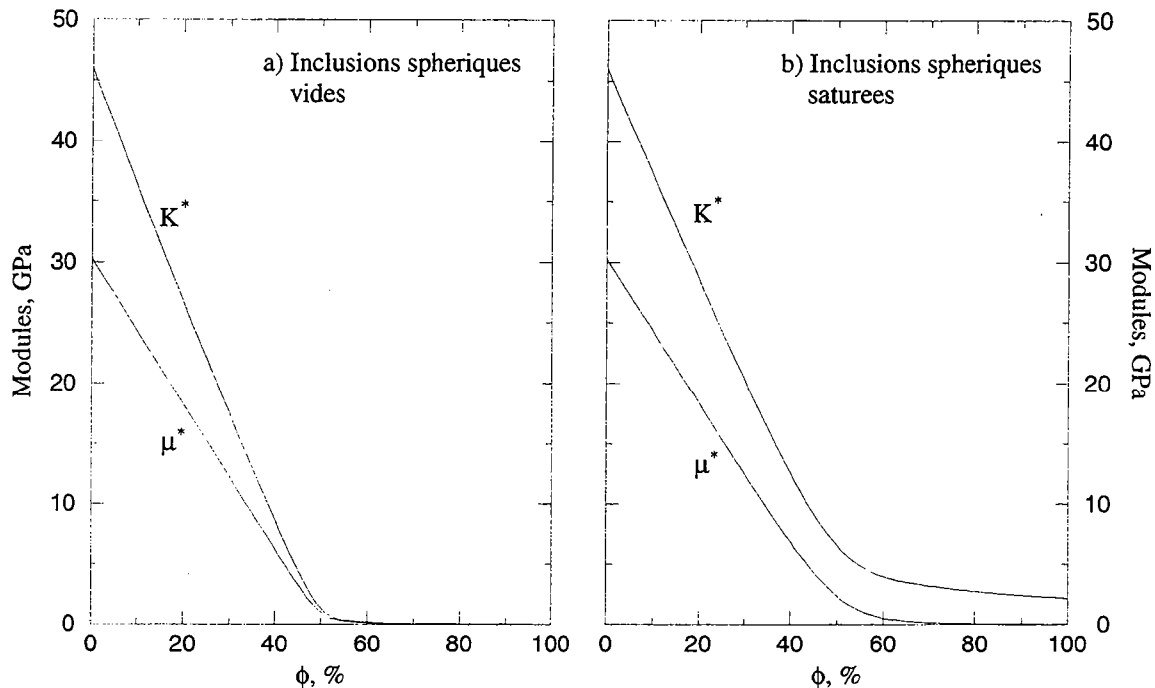 a) Inclusions spheriques
vides
K*
μ*
Modules, GPa
50
40
30
20
10
0
0 20 40 60 80 100
ϕ, %
b) Inclusions spheriques
saturees
K*
μ*
Modules, GPa
50
40
30
20
10
0
0 20 40 60 80 100
ϕ, %